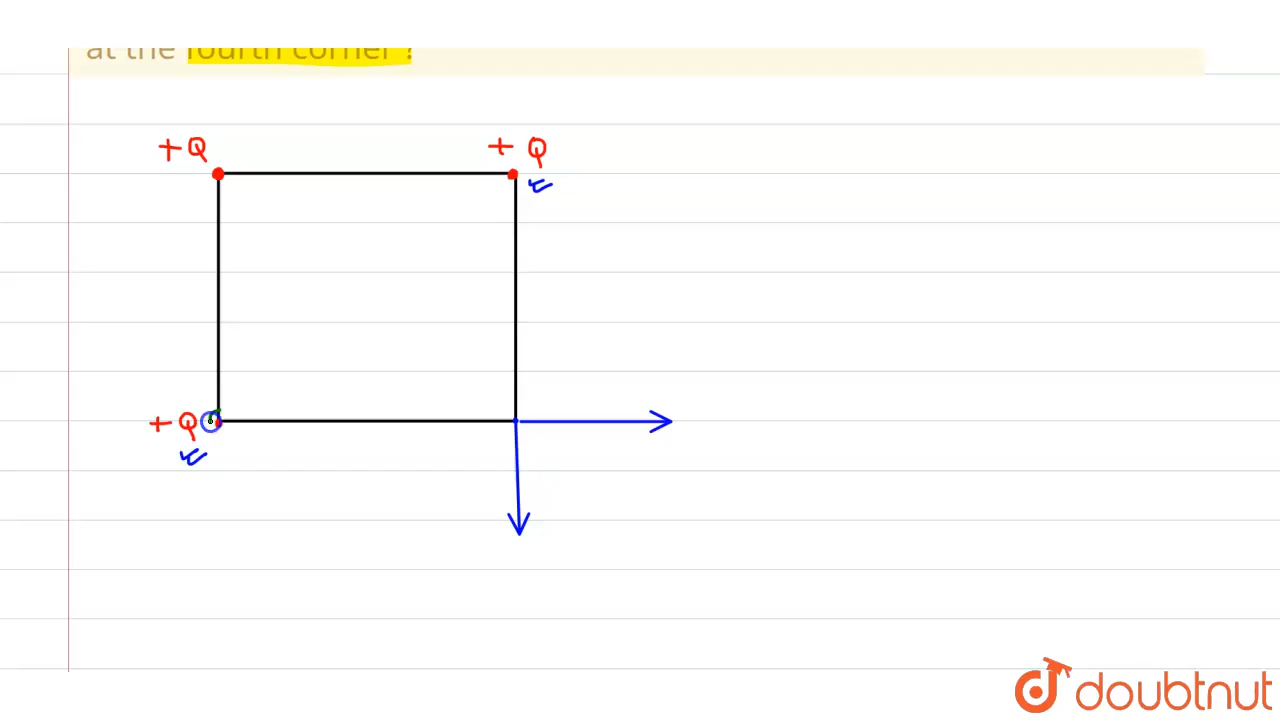 at the fourth corner ?
+Q
+ Q
+ Q
doubtnut